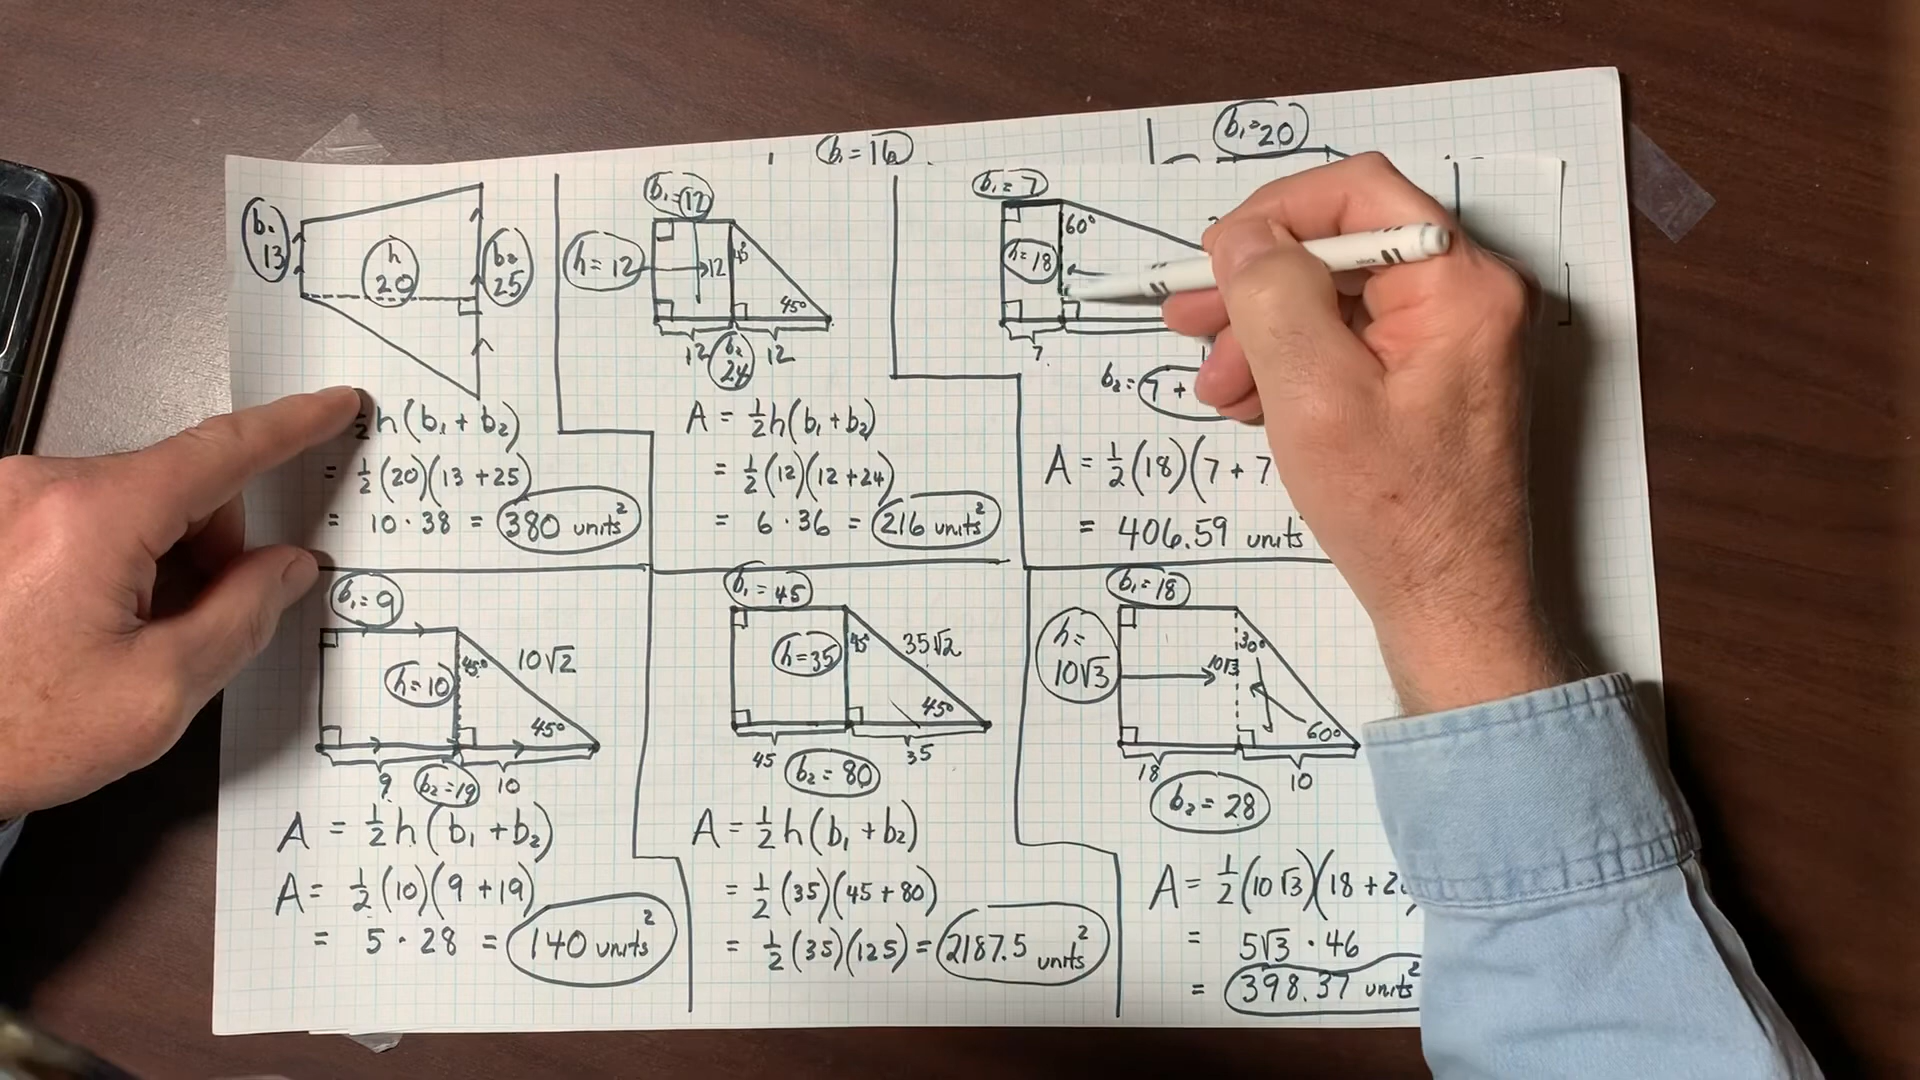 b₁=16
b₁=20
b₁
13
h
20
b₂
25
½h(b₁+b₂)
= ½(20)(13+25)
= 10·38 = 380 units²
b₁=12
h=12
12
45°
45°
12
b₂
24
12
A = ½h(b₁+b₂)
= ½(12)(12+24)
= 6·36 = 216 units²
b₁=7
60°
h=18
7
b₂=7+
A=½(18)(7+7
= 406.59 units
b₁=9
45°
10√2
h=10
45°
9
b₂=19
10
A = ½h(b₁+b₂)
A = ½(10)(9+19)
= 5·28 = 140 units²
b₁=45
45°
35√2
h=35
45°
45
b₂=80
35
A=½h(b₁+b₂)
=½(35)(45+80)
=½(35)(125)=2187.5 units²
b₁=18
h=
10√3
30°
10√3
60°
18
10
b₂=28
A=½(10√3)(18+2
= 5√3·46
= 398.37 units²